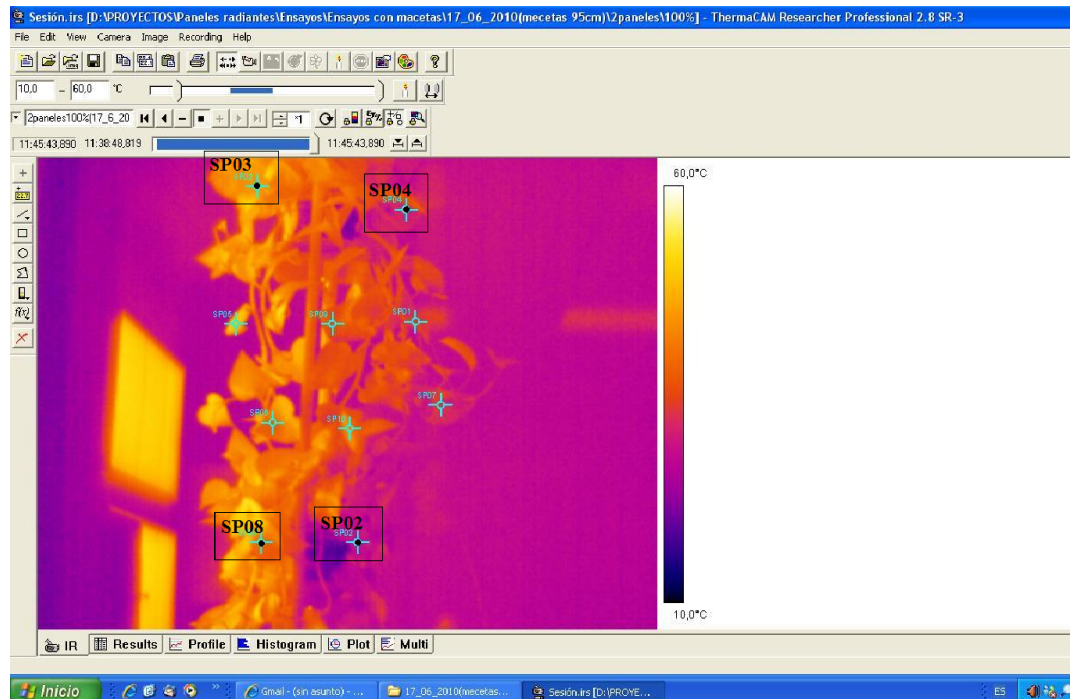 Sesión.irs [D:\PROYECTOS\Paneles radiantes\Ensayos\Ensayos con macetas\17_06_2010(mecetas 95cm)\2paneles\100%] - ThermaCAM Researcher Professional 2.8 SR-3
File Edit View Camera Image Recording Help
10,0 - 60,0 °C
2paneles100%(17_6_20
11:45:43,890 11:38:48,819 11:45:43,890
SP03
SP04
SP04
60,0°C
SP09
SP01
SP07
SP10
SP08
SP02
10,0°C
IR Results Profile Histogram Plot Multi
Inicio Gmail - (sin asunto) - ... 17_06_2010(mecetas... Sesión.irs [D:\PROYE... ES